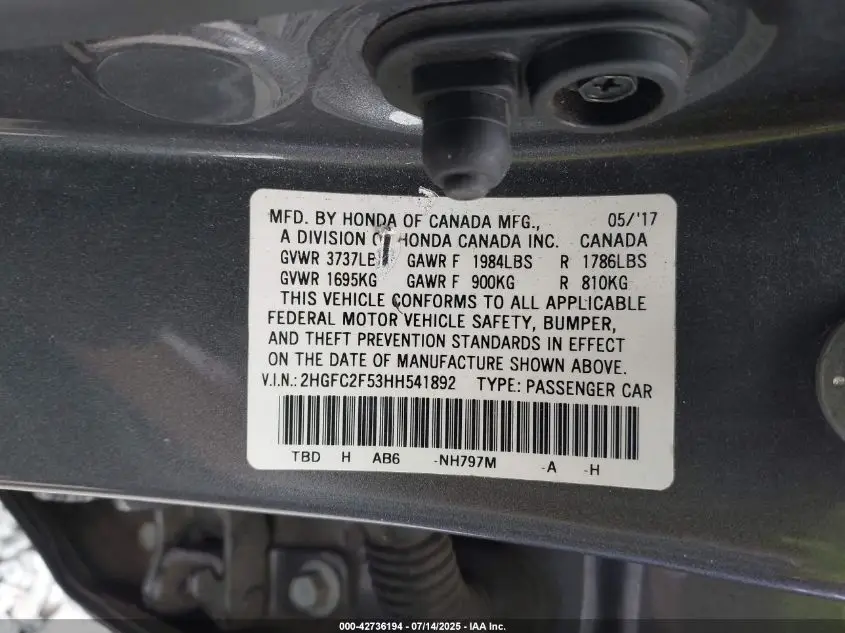 MFD. BY HONDA OF CANADA MFG., 05/'17
A DIVISION HONDA CANADA INC. CANADA
GVWR 3737LB GAWR F 1984LBS R 1786LBS
GVWR 1695KG GAWR F 900KG R 810KG
THIS VEHICLE CONFORMS TO ALL APPLICABLE
FEDERAL MOTOR VEHICLE SAFETY, BUMPER,
AND THEFT PREVENTION STANDARDS IN EFFECT
ON THE DATE OF MANUFACTURE SHOWN ABOVE.
V.I.N.: 2HGFC2F53HH541892 TYPE: PASSENGER CAR
TBD H AB6 -NH797M -A -H
000-42736194 - 07/14/2025 - IAA Inc.